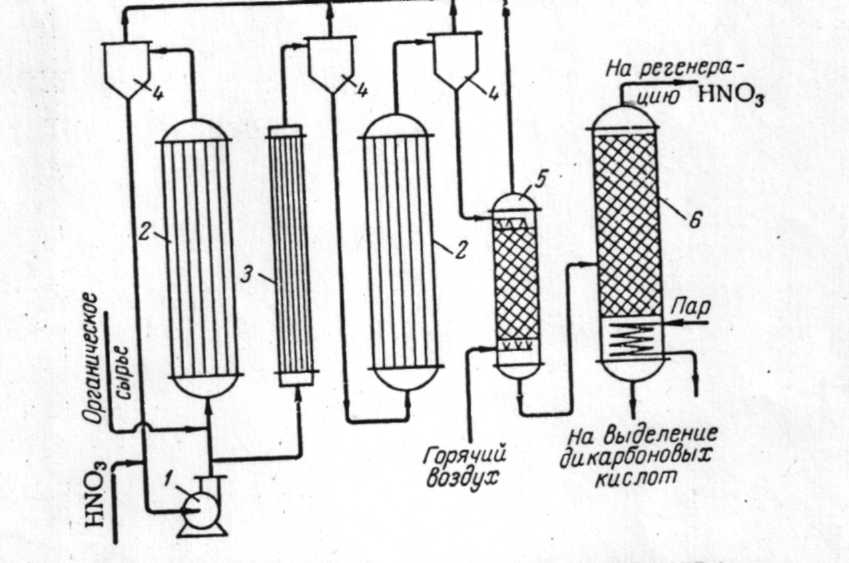 На регенера-
цию HNO3
4
4
4
5
2
3
2
6
Пар
Органическое
сырье
HNO3
1
Горячий
воздух
На выделение
дикарбоновых
кислот